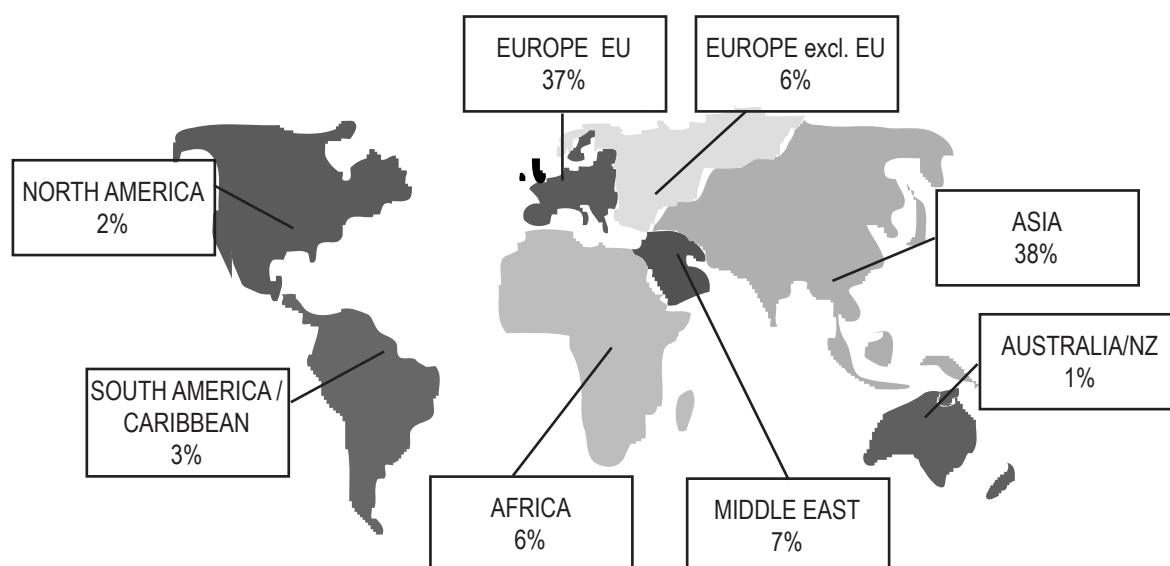 EUROPE EU
37%
EUROPE excl. EU
6%
NORTH AMERICA
2%
ASIA
38%
AUSTRALIA/NZ
1%
SOUTH AMERICA /
CARIBBEAN
3%
AFRICA
6%
MIDDLE EAST
7%